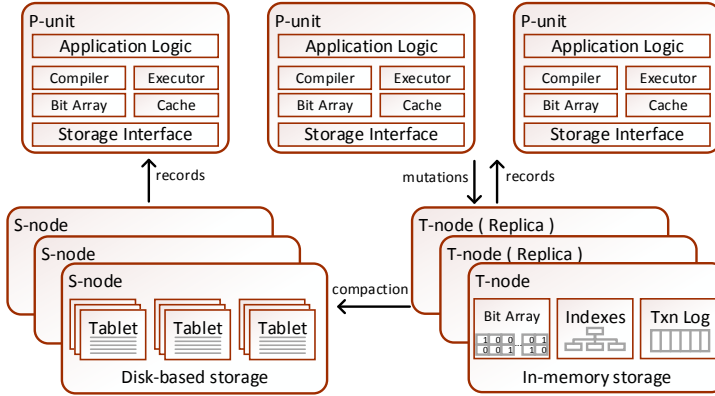 P-unit
Application Logic
Compiler
Executor
Bit Array
Cache
Storage Interface
P-unit
Application Logic
Compiler
Executor
Bit Array
Cache
Storage Interface
P-unit
Application Logic
Compiler
Executor
Bit Array
Cache
Storage Interface
records
mutations
records
S-node
S-node
S-node
Tablet
Tablet
Tablet
Disk-based storage
compaction
T-node ( Replica )
T-node ( Replica )
T-node
Bit Array
1 0 0 0 1
0 0 1 ... 1 0
Indexes
Txn Log
In-memory storage